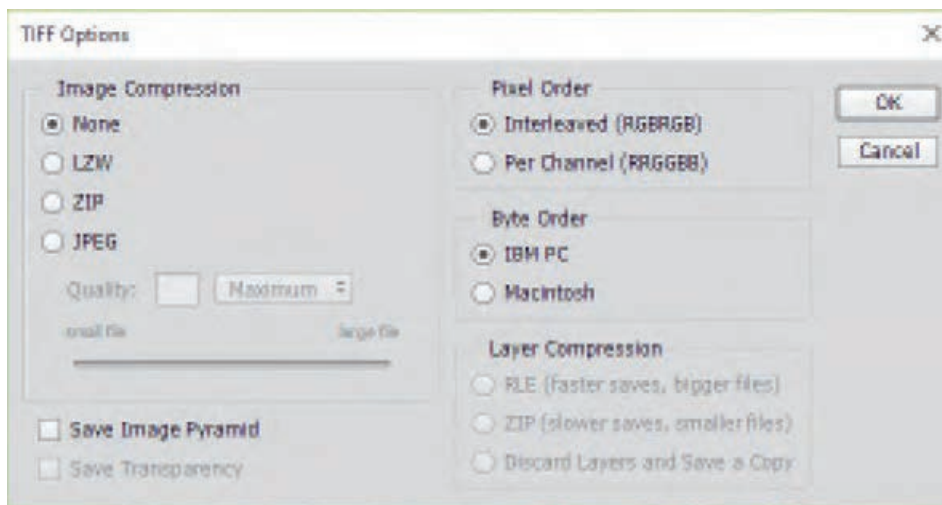 TIFF Options
Image Compression
None
LZW
ZIP
JPEG
Quality:
Maximum
small file
large file
Save Image Pyramid
Save Transparency
Pixel Order
Interleaved (RGBRGB)
Per Channel (RRGGBB)
Byte Order
IBM PC
Macintosh
Layer Compression
RLE (faster saves, bigger files)
ZIP (slower saves, smaller files)
Discard Layers and Save a Copy
OK
Cancel